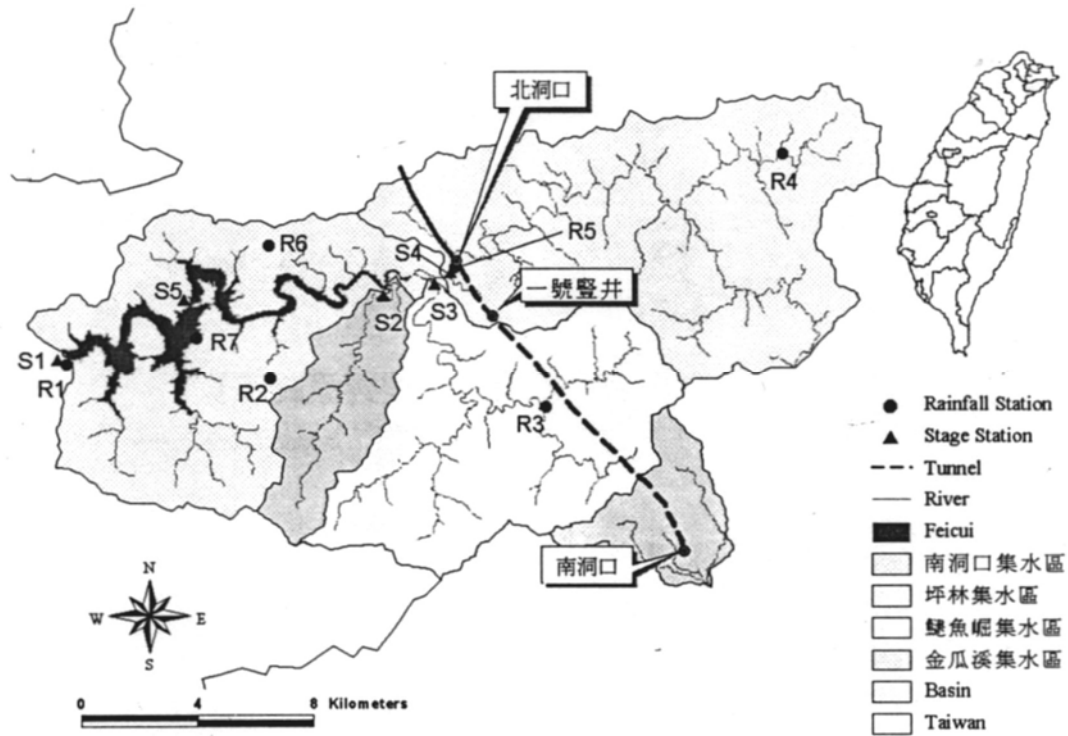 北洞口
R4
R5
S4
R6
一號豎井
S5
S2
S3
R7
S1
R1
R2
R3
Rainfall Station
Stage Station
Tunnel
River
Feicui
南洞口
南洞口集水區
坪林集水區
鰱魚崛集水區
金瓜溪集水區
Basin
Taiwan
N
W
E
S
0
4
8
Kilometers